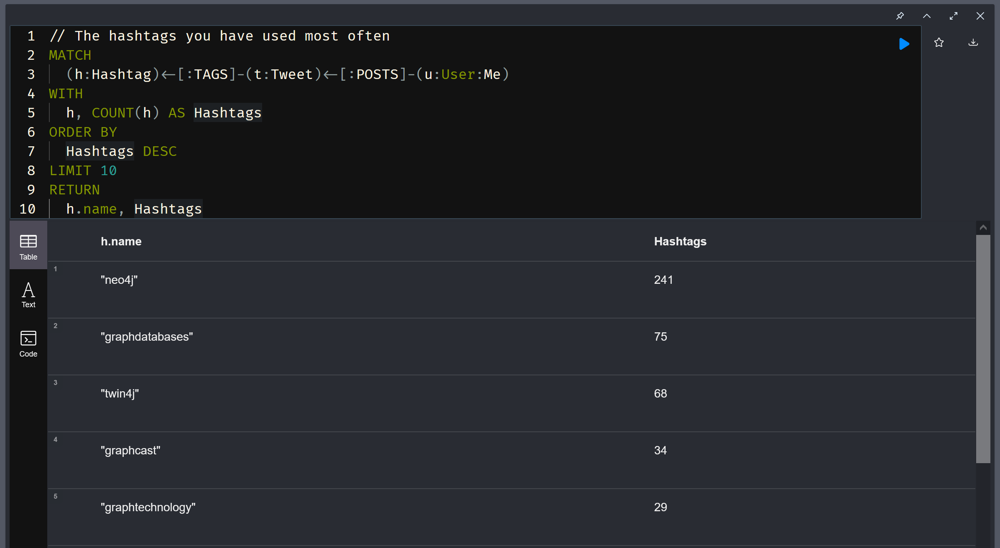 1 // The hashtags you have used most often
2 MATCH
3 (h:Hashtag)<-[:TAGS]-(t:Tweet)<-[:POSTS]-(u:User:Me)
4 WITH
5 h, COUNT(h) AS Hashtags
6 ORDER BY
7 Hashtags DESC
8 LIMIT 10
9 RETURN
10 h.name, Hashtags
Table
Text
Code
h.name Hashtags
1 "neo4j" 241
2 "graphdatabases" 75
3 "twin4j" 68
4 "graphcast" 34
5 "graphtechnology" 29